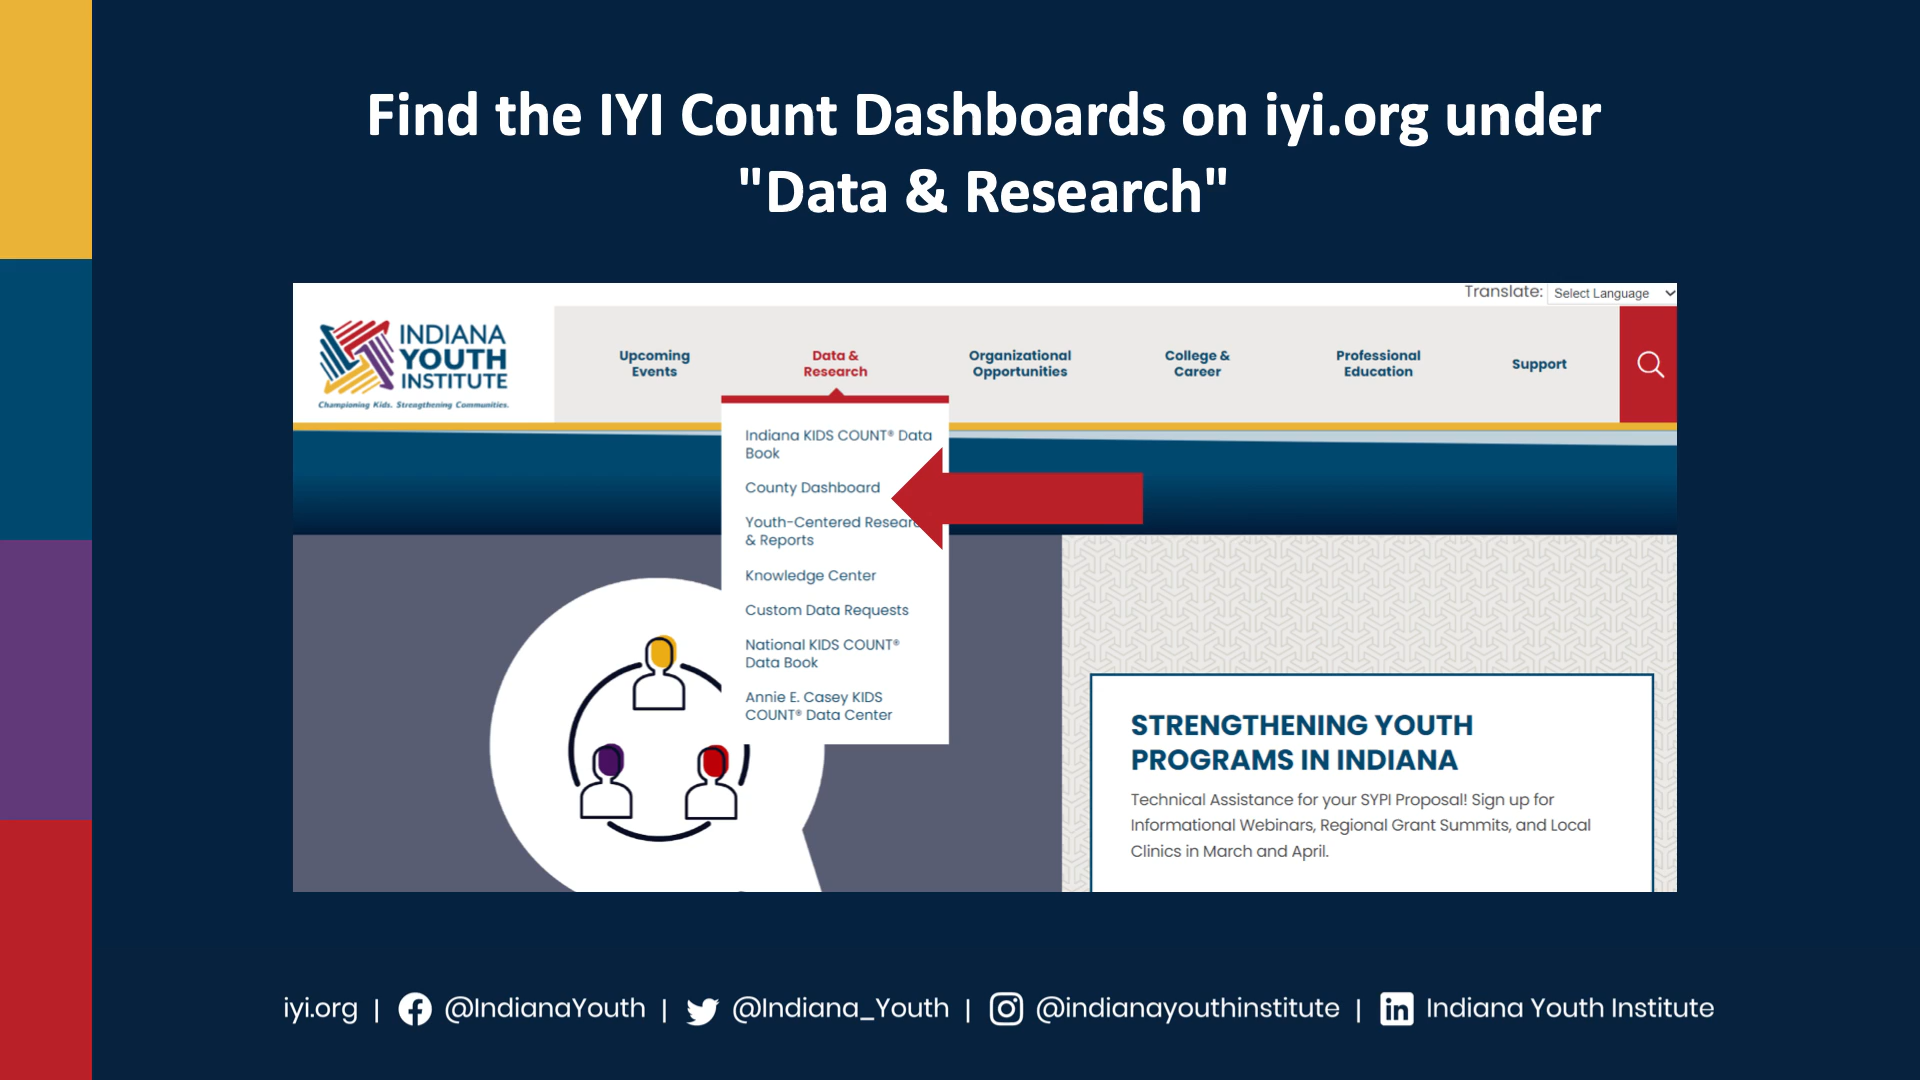 Find the IYI Count Dashboards on iyi.org under
"Data & Research"
Translate: Select Language
INDIANA
YOUTH
INSTITUTE
Championing Kids. Strengthening Communities.
Upcoming
Events
Data &
Research
Organizational
Opportunities
College &
Career
Professional
Education
Support
Indiana KIDS COUNT® Data
Book
County Dashboard
Youth-Centered Resear
& Reports
Knowledge Center
Custom Data Requests
National KIDS COUNT®
Data Book
Annie E. Casey KIDS
COUNT® Data Center
STRENGTHENING YOUTH
PROGRAMS IN INDIANA
Technical Assistance for your SYPI Proposal! Sign up for
Informational Webinars, Regional Grant Summits, and Local
Clinics in March and April.
iyi.org | @IndianaYouth | @Indiana_Youth | @indianayouthinstitute | in Indiana Youth Institute